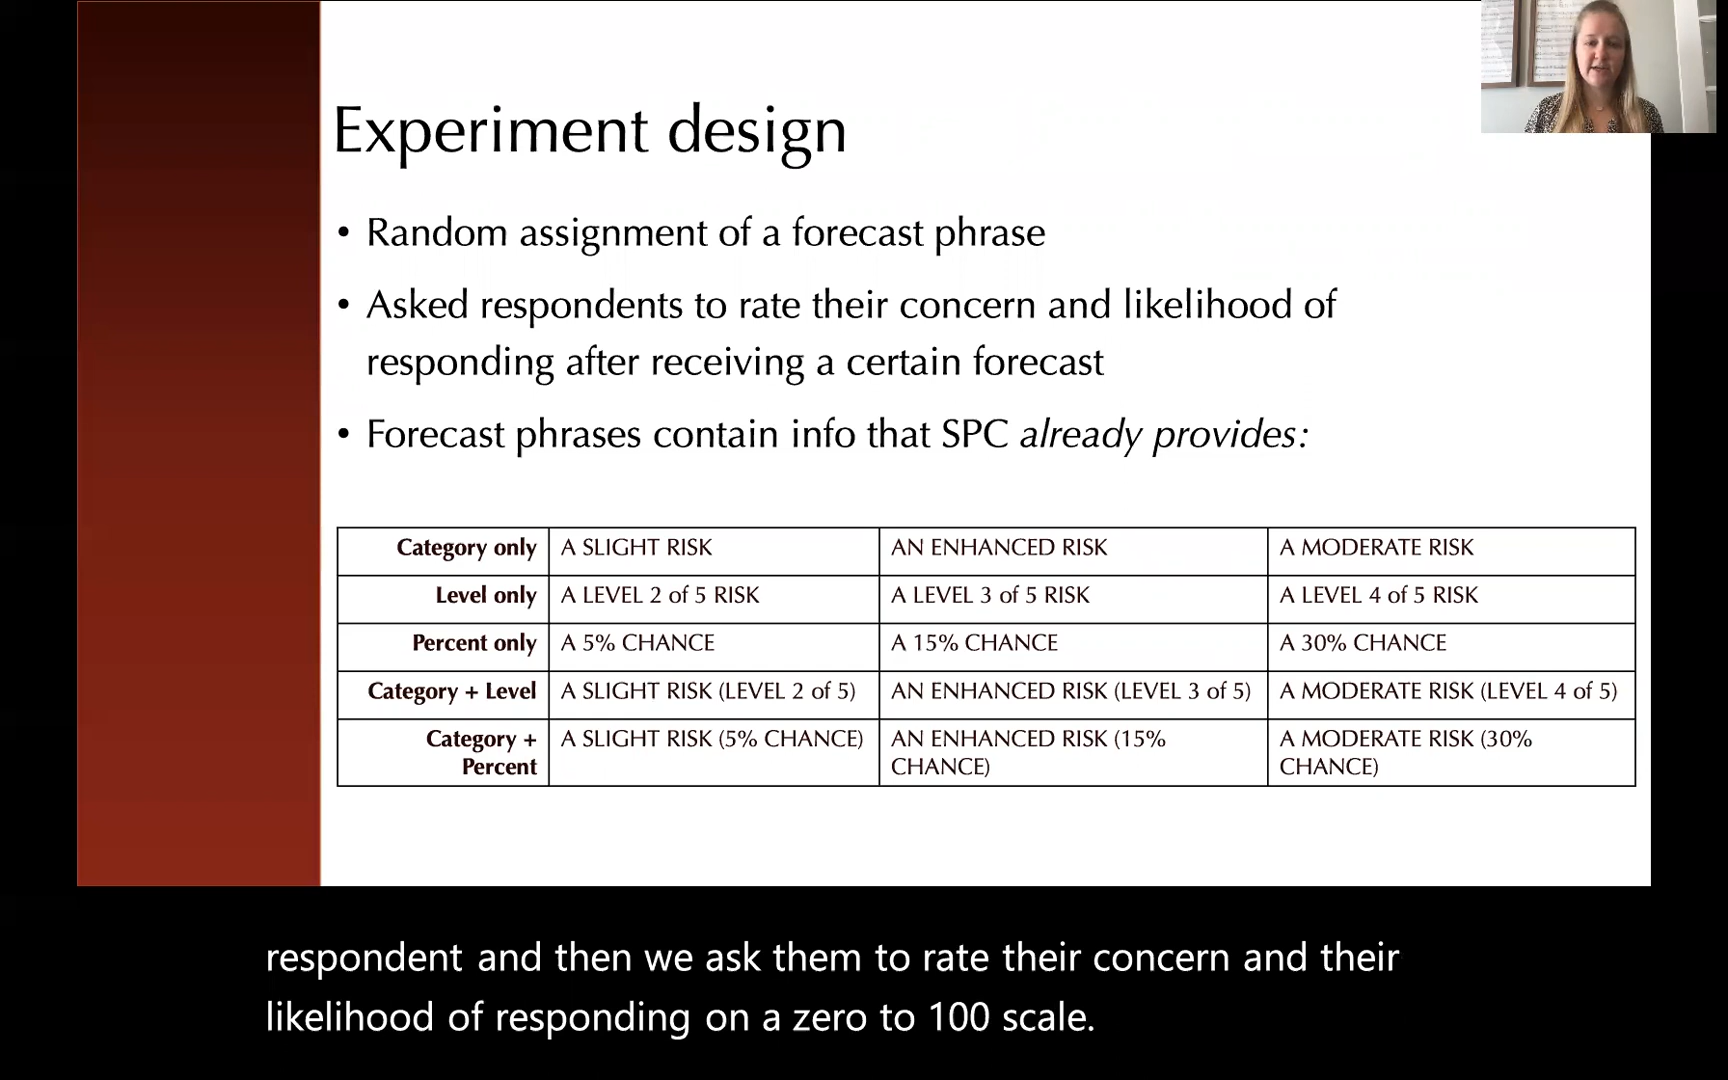 Experiment design
• Random assignment of a forecast phrase
• Asked respondents to rate their concern and likelihood of
responding after receiving a certain forecast
• Forecast phrases contain info that SPC already provides:
Category only A SLIGHT RISK AN ENHANCED RISK A MODERATE RISK
Level only A LEVEL 2 of 5 RISK A LEVEL 3 of 5 RISK A LEVEL 4 of 5 RISK
Percent only A 5% CHANCE A 15% CHANCE A 30% CHANCE
Category + Level A SLIGHT RISK (LEVEL 2 of 5) AN ENHANCED RISK (LEVEL 3 of 5) A MODERATE RISK (LEVEL 4 of 5)
Category + A SLIGHT RISK (5% CHANCE) AN ENHANCED RISK (15% A MODERATE RISK (30%
Percent CHANCE) CHANCE)
respondent and then we ask them to rate their concern and their
likelihood of responding on a zero to 100 scale.